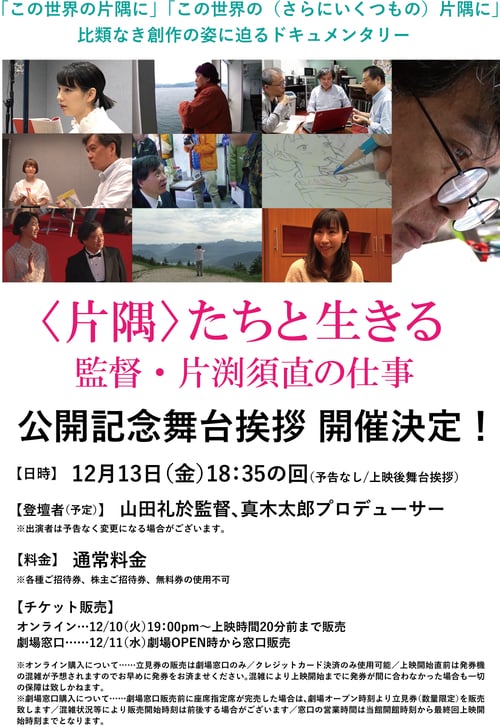 「この世界の片隅に」「この世界の（さらにいくつもの）片隅に」
比類なき創作の姿に迫るドキュメンタリー
〈片隅〉たちと生きる
監督・片渕須直の仕事
公開記念舞台挨拶 開催決定！
【日時】 12月13日（金）18：35の回（予告なし/上映後舞台挨拶）
【登壇者（予定）】 山田礼於監督、真木太郎プロデューサー
※出演者は予告なく変更になる場合がございます。
【料金】 通常料金
※各種ご招待券、株主ご招待券、無料券の使用不可
【チケット販売】
オンライン…12/10（火）19：00pm〜上映時間20分前まで販売
劇場窓口……12/11（水）劇場OPEN時から窓口販売
※オンライン購入について……立見券の販売は劇場窓口のみ／クレジットカード決済のみ使用可能／上映開始直前は発券機
の混雑が予想されますのでお早めに発券をお済ませください。混雑により上映開始までに発券が間に合わなかった場合も一切
の保障は致しかねます。
※劇場窓口購入について……劇場窓口販売前に座席指定席が完売した場合は、劇場オープン時刻より立見券（数量限定）を販売
致します／混雑状況等により販売開始時刻は前後する場合がございます／窓口の営業時間は当館開館時刻から最終回上映開
始時刻までとなります。